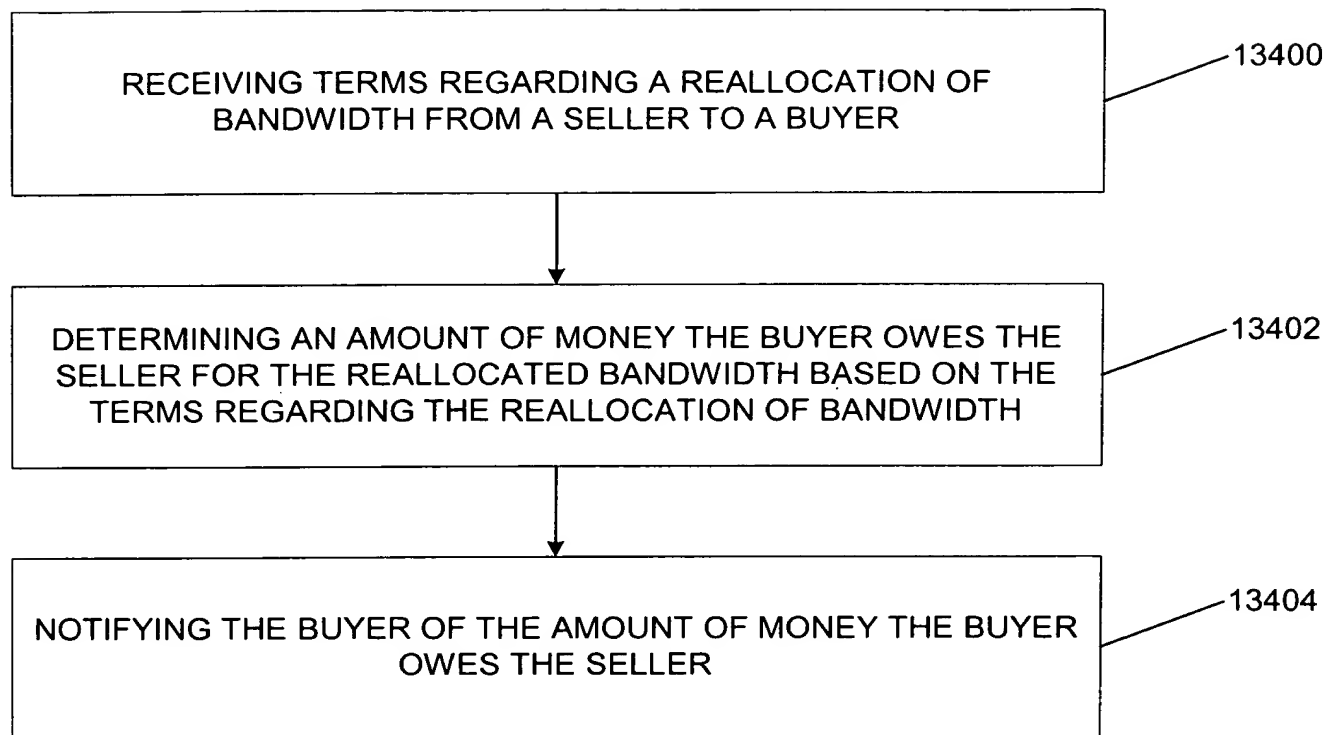 RECEIVING TERMS REGARDING A REALLOCATION OF
BANDWIDTH FROM A SELLER TO A BUYER
13400
DETERMINING AN AMOUNT OF MONEY THE BUYER OWES THE
SELLER FOR THE REALLOCATED BANDWIDTH BASED ON THE
TERMS REGARDING THE REALLOCATION OF BANDWIDTH
13402
NOTIFYING THE BUYER OF THE AMOUNT OF MONEY THE BUYER
OWES THE SELLER
13404